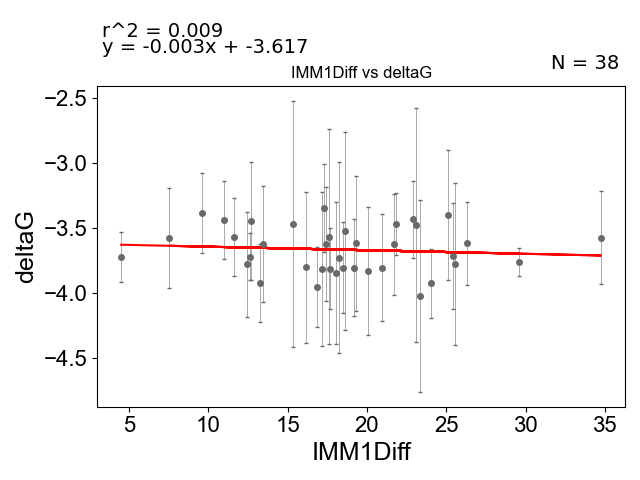 r^2 = 0.009
y = -0.003x + -3.617
N = 38
IMM1Diff vs deltaG
deltaG
−2.5
−3.0
−3.5
−4.0
−4.5
5 10 15 20 25 30 35
IMM1Diff